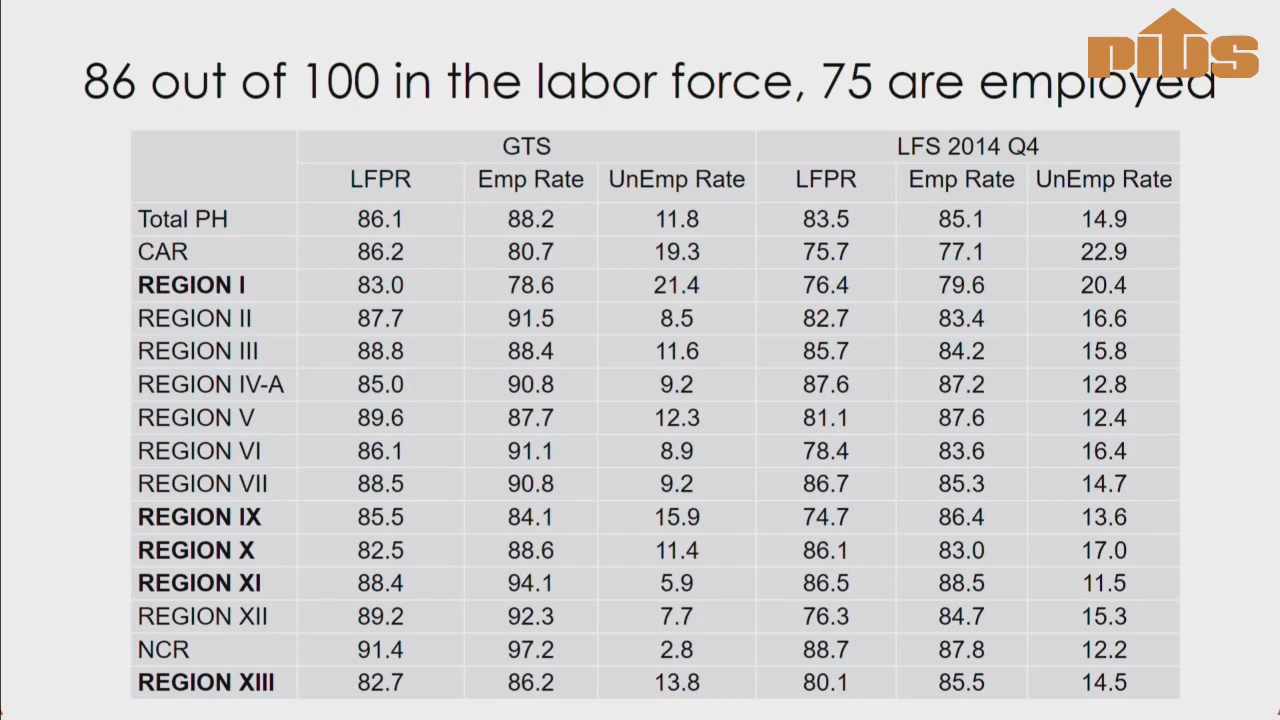 PIDS
86 out of 100 in the labor force, 75 are employed
GTS LFS 2014 Q4
LFPR Emp Rate UnEmp Rate LFPR Emp Rate UnEmp Rate
Total PH 86.1 88.2 11.8 83.5 85.1 14.9
CAR 86.2 80.7 19.3 75.7 77.1 22.9
REGION I 83.0 78.6 21.4 76.4 79.6 20.4
REGION II 87.7 91.5 8.5 82.7 83.4 16.6
REGION III 88.8 88.4 11.6 85.7 84.2 15.8
REGION IV-A 85.0 90.8 9.2 87.6 87.2 12.8
REGION V 89.6 87.7 12.3 81.1 87.6 12.4
REGION VI 86.1 91.1 8.9 78.4 83.6 16.4
REGION VII 88.5 90.8 9.2 86.7 85.3 14.7
REGION IX 85.5 84.1 15.9 74.7 86.4 13.6
REGION X 82.5 88.6 11.4 86.1 83.0 17.0
REGION XI 88.4 94.1 5.9 86.5 88.5 11.5
REGION XII 89.2 92.3 7.7 76.3 84.7 15.3
NCR 91.4 97.2 2.8 88.7 87.8 12.2
REGION XIII 82.7 86.2 13.8 80.1 85.5 14.5